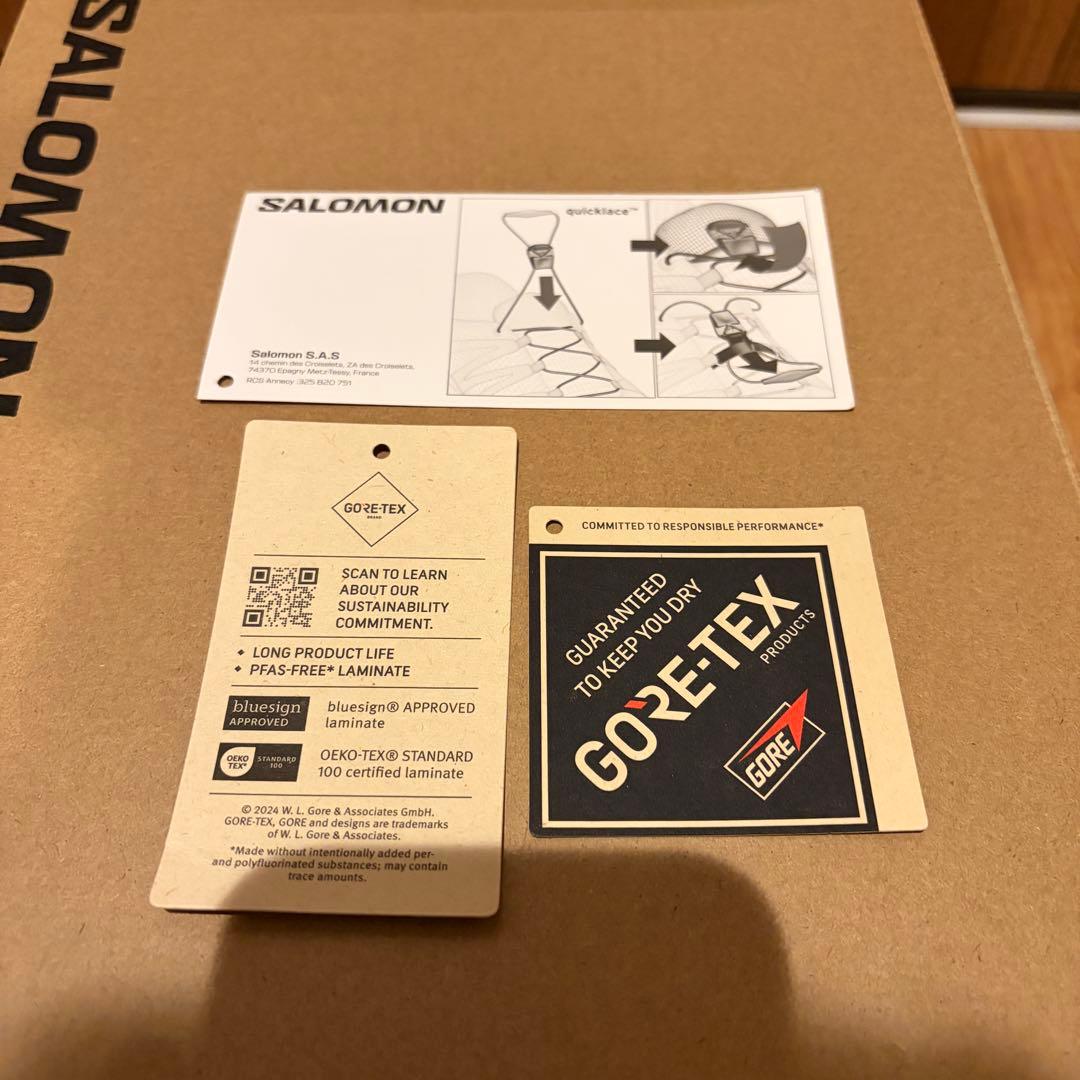 SALOMON
SALOMON
quicklace™
Salomon S.A.S
14 chemin des Croiselets, ZA des Croiselets,
74370 Epagny Metz-Tessy, France
RCS Annecy :325 820 751
GORE-TEX
BRAND
SCAN TO LEARN
ABOUT OUR
SUSTAINABILITY
COMMITMENT.
◆ LONG PRODUCT LIFE
◆ PFAS-FREE* LAMINATE
bluesign
APPROVED
bluesign® APPROVED
laminate
OEKO
TEX®
STANDARD
100
OEKO-TEX® STANDARD
100 certified laminate
© 2024 W. L. Gore & Associates GmbH.
GORE-TEX, GORE and designs are trademarks
of W. L. Gore & Associates.
*Made without intentionally added per-
and polyfluorinated substances; may contain
trace amounts.
COMMITTED TO RESPONSIBLE PERFORMANCE*
GUARANTEED
TO KEEP YOU DRY
GORE-TEX
PRODUCTS
GORE